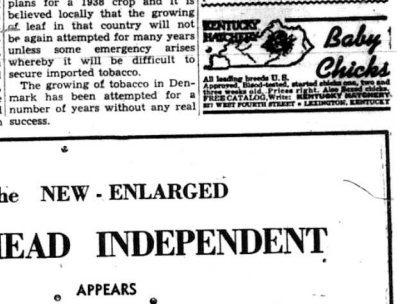 plans for a 1938 crop and it is
believed locally that the growing
of leaf in that country will not
be again attempted for many years
unless some emergency arises
whereby it will be difficult to
secure imported tobacco.
The growing of tobacco in Den-
mark has been attempted for a
number of years without any real
success.
KENTUCKY
HATCHERY
Baby
Chicks
All leading breeds U. S.
Approved, Blood-tested, started chicks one, two and
three weeks old. Prices right. Also Sexed chicks.
FREE CATALOG, Write: KENTUCKY HATCHERY
WEST FOURTH STREET • LEXINGTON, KENTUCKY
he NEW - ENLARGED
EAD INDEPENDENT
APPEARS